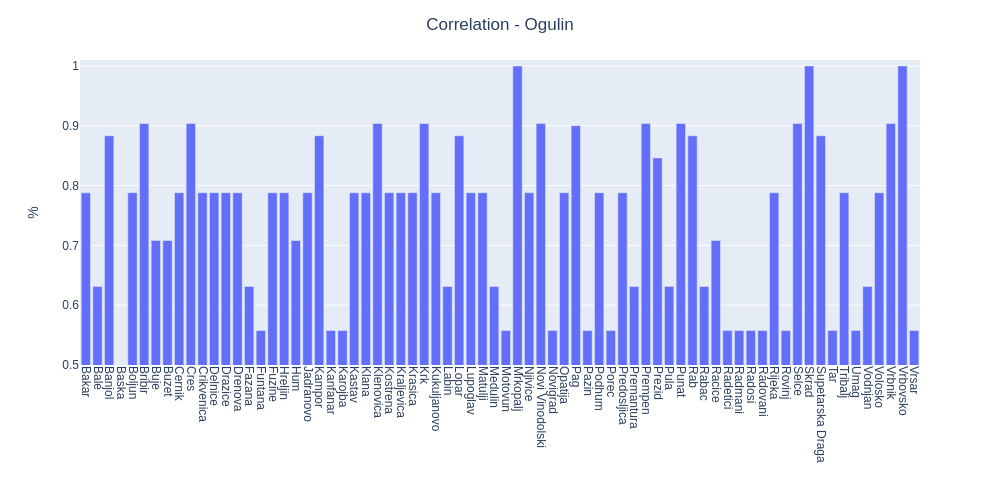 Correlation - Ogulin
%
1
0.9
0.8
0.7
0.6
0.5
Bakar
Bale
Banjol
Baska
Boljun
Bribir
Buje
Buzet
Cernik
Cres
Crikvenica
Delnice
Drazice
Drenova
Fazana
Funtana
Fuzine
Hreljin
Hum
Jadranovo
Kampor
Kanfanar
Karojba
Kastav
Klana
Klenovica
Kostrena
Kraljevica
Krasica
Krk
Kukuljanovo
Labin
Lopar
Lupoglav
Matulji
Medulin
Motovun
Mrkopalj
Njivice
Novi Vinodolski
Novigrad
Opatija
Pag
Pazin
Podhum
Porec
Predosljica
Premantura
Prempen
Prezid
Pula
Punat
Rab
Rabac
Racice
Radetici
Radmani
Radosi
Radovani
Rijeka
Rovinj
Selce
Skrad
Supetarska Draga
Tar
Tribalj
Umag
Vodnjan
Volosko
Vrbnik
Vrbovsko
Vrsar